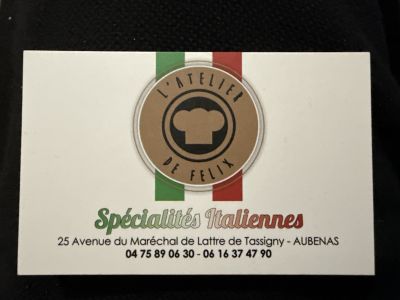 L'ATELIER
DE FELIX
Spécialités Italiennes
25 Avenue du Maréchal de Lattre de Tassigny - AUBENAS
04 75 89 06 30 - 06 16 37 47 90